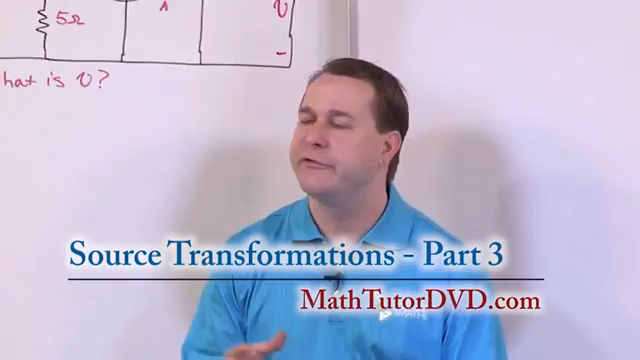 5Ω
A
v
-
hat is v?
Source Transformations - Part 3
MathTutorDVD.com